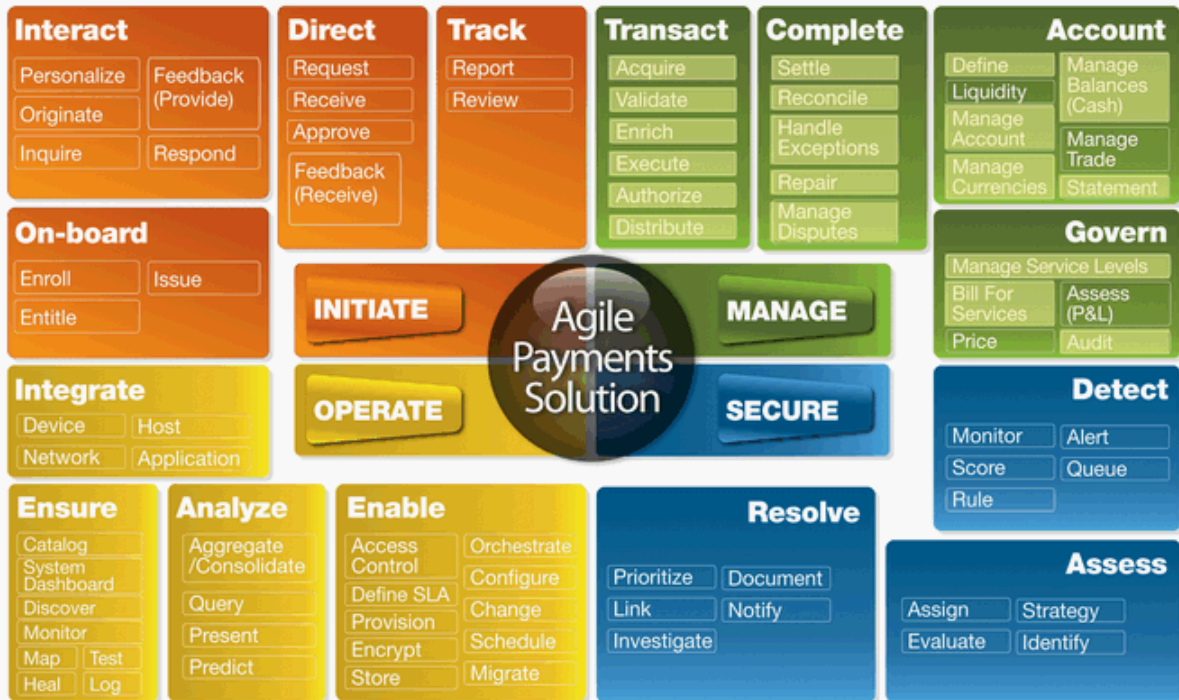 Interact
Personalize
Originate
Inquire
Feedback
(Provide)
Respond
Direct
Request
Receive
Approve
Feedback
(Receive)
Track
Report
Review
Transact
Acquire
Validate
Enrich
Execute
Authorize
Distribute
Complete
Settle
Reconcile
Handle
Exceptions
Repair
Manage
Disputes
Account
Define
Liquidity
Manage
Account
Manage
Currencies
Manage
Balances
(Cash)
Manage
Trade
Statement
On-board
Enroll
Entitle
Issue
INITIATE
MANAGE
Agile
Payments
Solution
OPERATE
SECURE
Govern
Manage Service Levels
Bill For
Services
Price
Assess
(P&L)
Audit
Integrate
Device
Host
Network
Application
Detect
Monitor
Alert
Score
Queue
Rule
Ensure
Catalog
System
Dashboard
Discover
Monitor
Map
Test
Heal
Log
Analyze
Aggregate
/Consolidate
Query
Present
Predict
Enable
Access
Control
Define SLA
Provision
Encrypt
Store
Orchestrate
Configure
Change
Schedule
Migrate
Resolve
Prioritize
Document
Link
Notify
Investigate
Assess
Assign
Strategy
Evaluate
Identify